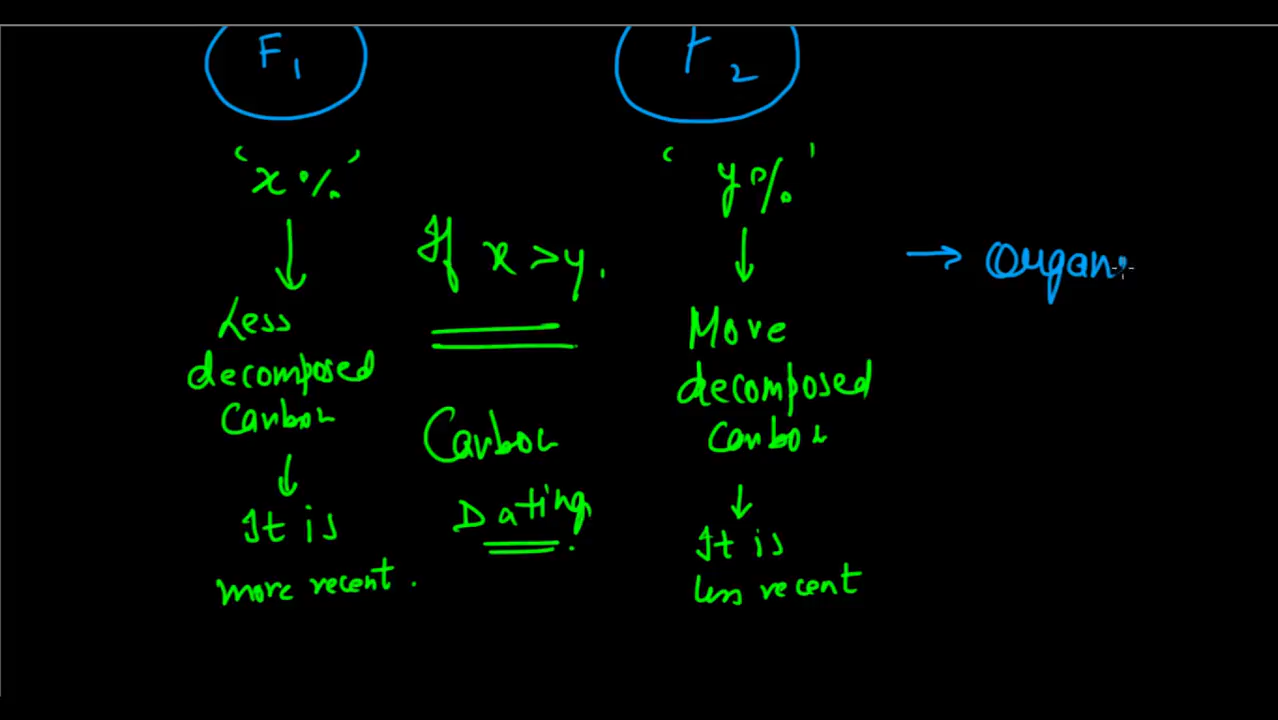 F1
F2
'x%'
'y%'
If x > y.
→ Organi
Less
decomposed
Carbon
More
decomposed
carbon
Carbon
Dating.
It is
more recent.
It is
less recent